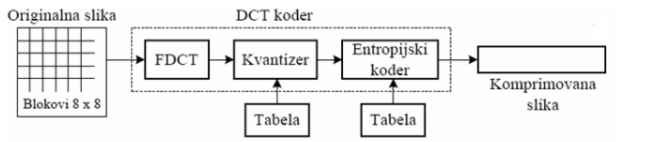 Originalna slika
DCT koder
FDCT
Kvantizer
Entropijski
koder
Blokovi 8 x 8
Komprimovana
slika
Tabela
Tabela